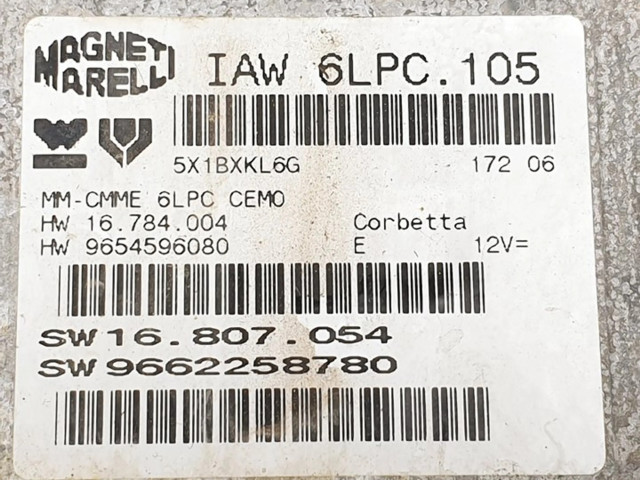 MAGNETI
MARELLI
IAW 6LPC.105
5X1BXKL6G 172 06
MM-CMME 6LPC CEMO
HW 16.784.004 Corbetta
HW 9654596080 E 12V=
SW 16.807.054
SW 9662258780